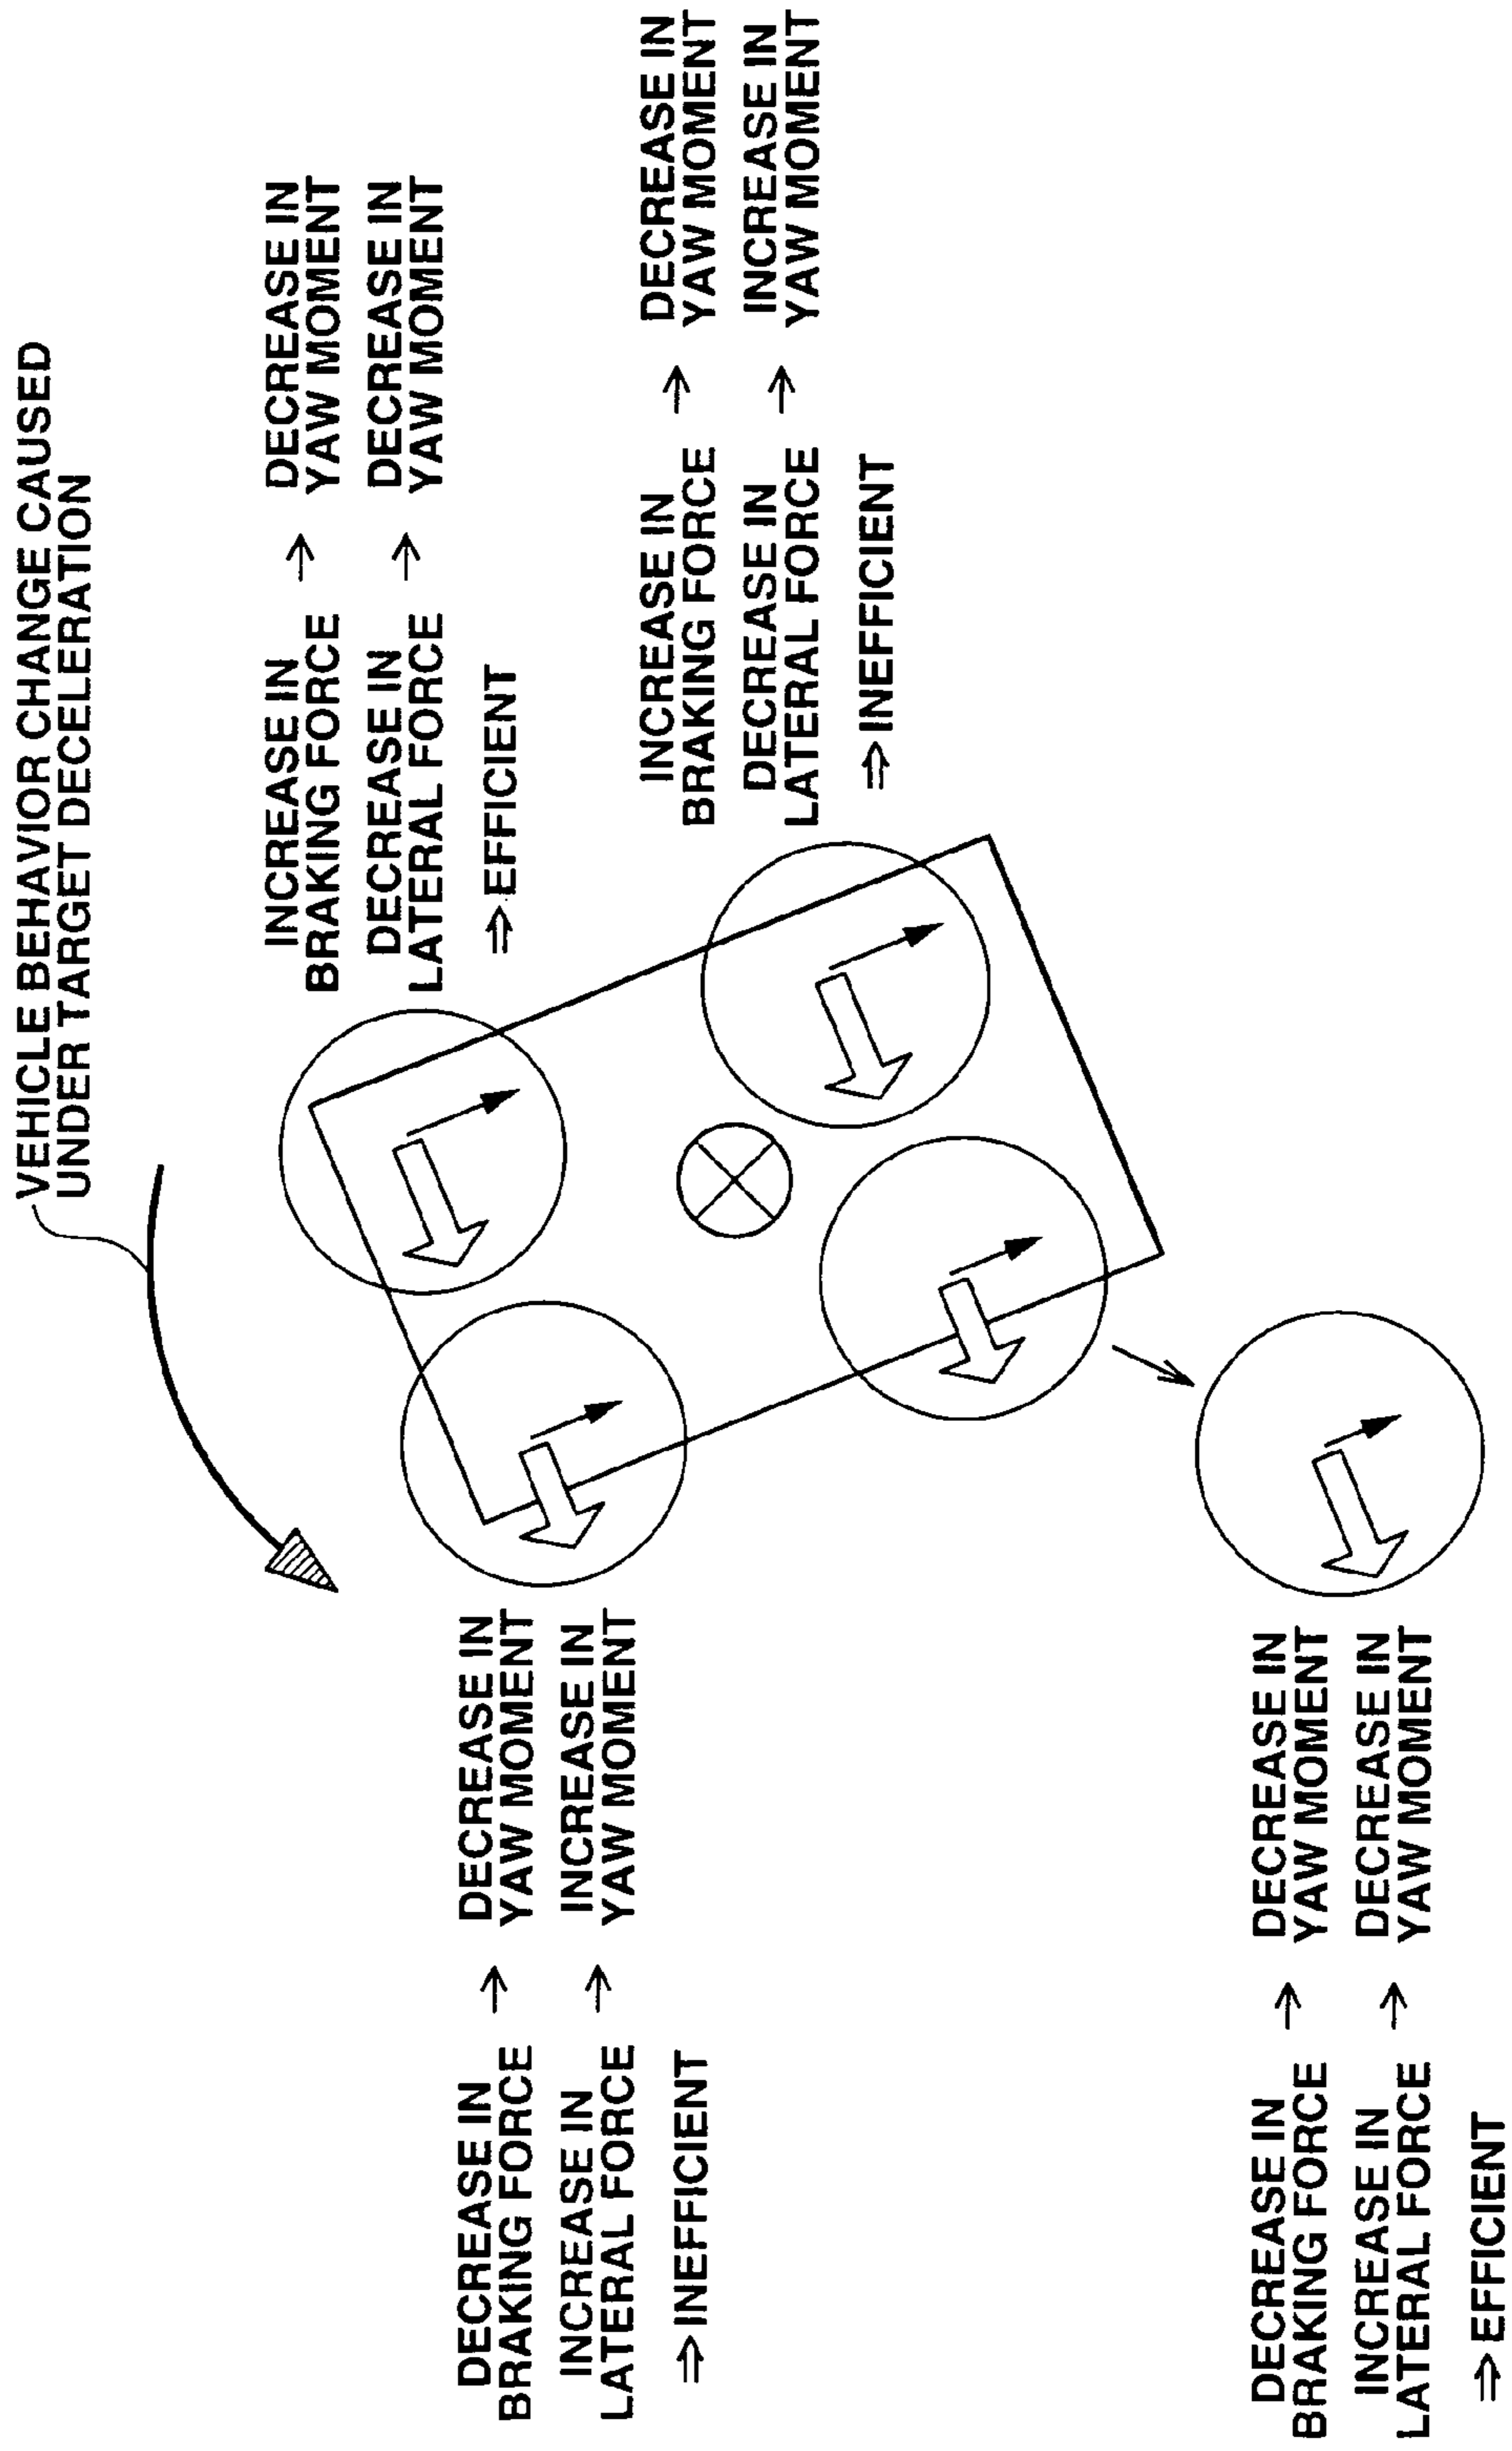 VEHICLE BEHAVIOR CHANGE CAUSED
UNDER TARGET DECELERATION
INCREASE IN
BRAKING FORCE
→
DECREASE IN
YAW MOMENT
DECREASE IN
LATERAL FORCE
→
DECREASE IN
YAW MOMENT
⇒EFFICIENT
DECREASE IN
BRAKING FORCE
→
DECREASE IN
YAW MOMENT
INCREASE IN
LATERAL FORCE
→
INCREASE IN
YAW MOMENT
⇒INEFFICIENT
INCREASE IN
BRAKING FORCE
→
DECREASE IN
YAW MOMENT
DECREASE IN
LATERAL FORCE
→
INCREASE IN
YAW MOMENT
⇒INEFFICIENT
DECREASE IN
BRAKING FORCE
→
DECREASE IN
YAW MOMENT
INCREASE IN
LATERAL FORCE
→
DECREASE IN
YAW MOMENT
⇒EFFICIENT